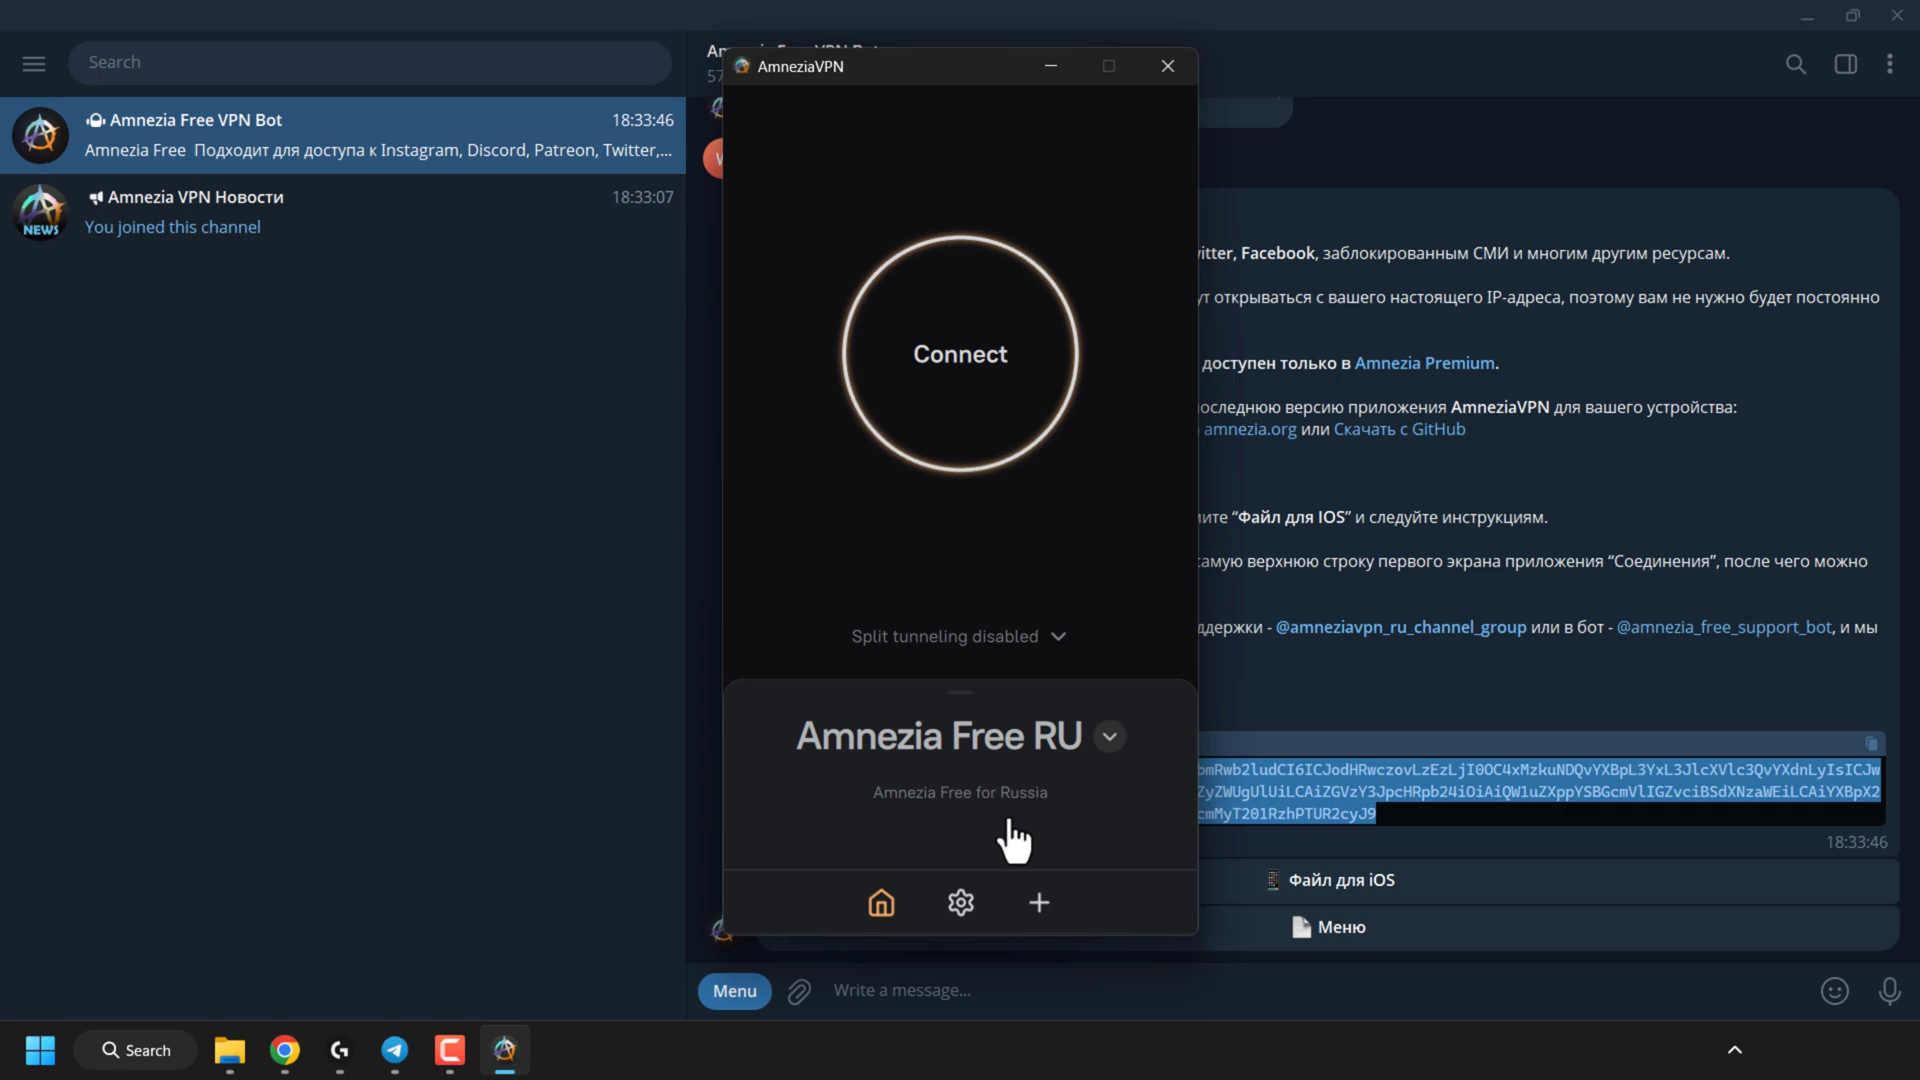 Search
Amnezia Free VPN Bot
18:33:46
Amnezia Free Подходит для доступа к Instagram, Discord, Patreon, Twitter,...
Amnezia VPN Новости
18:33:07
You joined this channel
NEWS
AmneziaVPN
Connect
Split tunneling disabled
Amnezia Free RU
Amnezia Free for Russia
itter, Facebook, заблокированным СМИ и многим другим ресурсам.
ут открываться с вашего настоящего IP-адреса, поэтому вам не нужно будет постоянно
доступен только в Amnezia Premium.
последнюю версию приложения AmneziaVPN для вашего устройства:
amnezia.org или Скачать с GitHub
ите “Файл для IOS” и следуйте инструкциям.
самую верхнюю строку первого экрана приложения “Соединения”, после чего можно
ддержки - @amneziavpn_ru_channel_group или в бот - @amnezia_free_support_bot, и мы
bmRwb2ludCI6ICJodHRwczovLzEzLjI0OC4xMzkuNDQvYXBpL3YxL3JlcXVlc3QvYXdnLyIsICJw
ZyZWUgUlUiLCAiZGVzY3JpcHRpb24iOiAiQW1uZXppYSBGcmVlIGZvciBSdXNzaWEiLCAiYXBpX2
cmMyT201RzhPTUR2cyJ9
18:33:46
Файл для iOS
Меню
Menu
Write a message...
Search